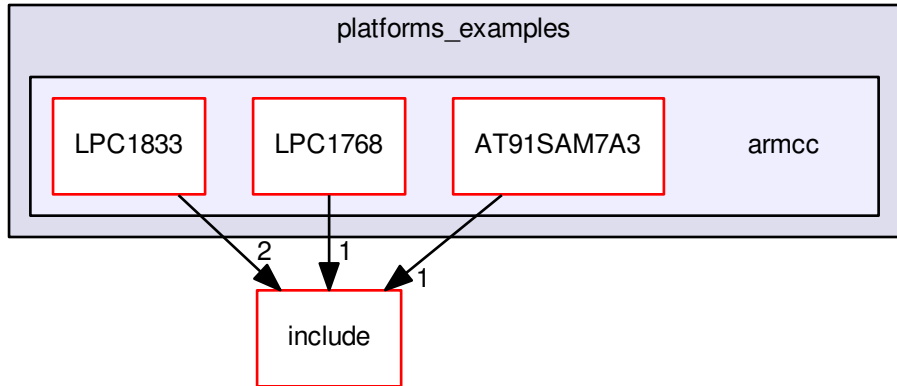 platforms_examples
LPC1833
LPC1768
AT91SAM7A3
armcc
2
1
1
include